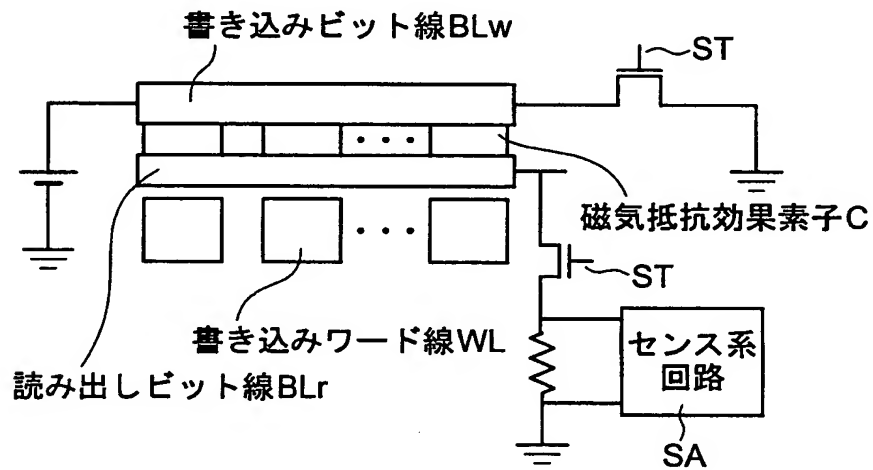 書き込みビット線BLw
ST
磁気抵抗効果素子C
ST
書き込みワード線WL
読み出しビット線BLr
センス系
回路
SA